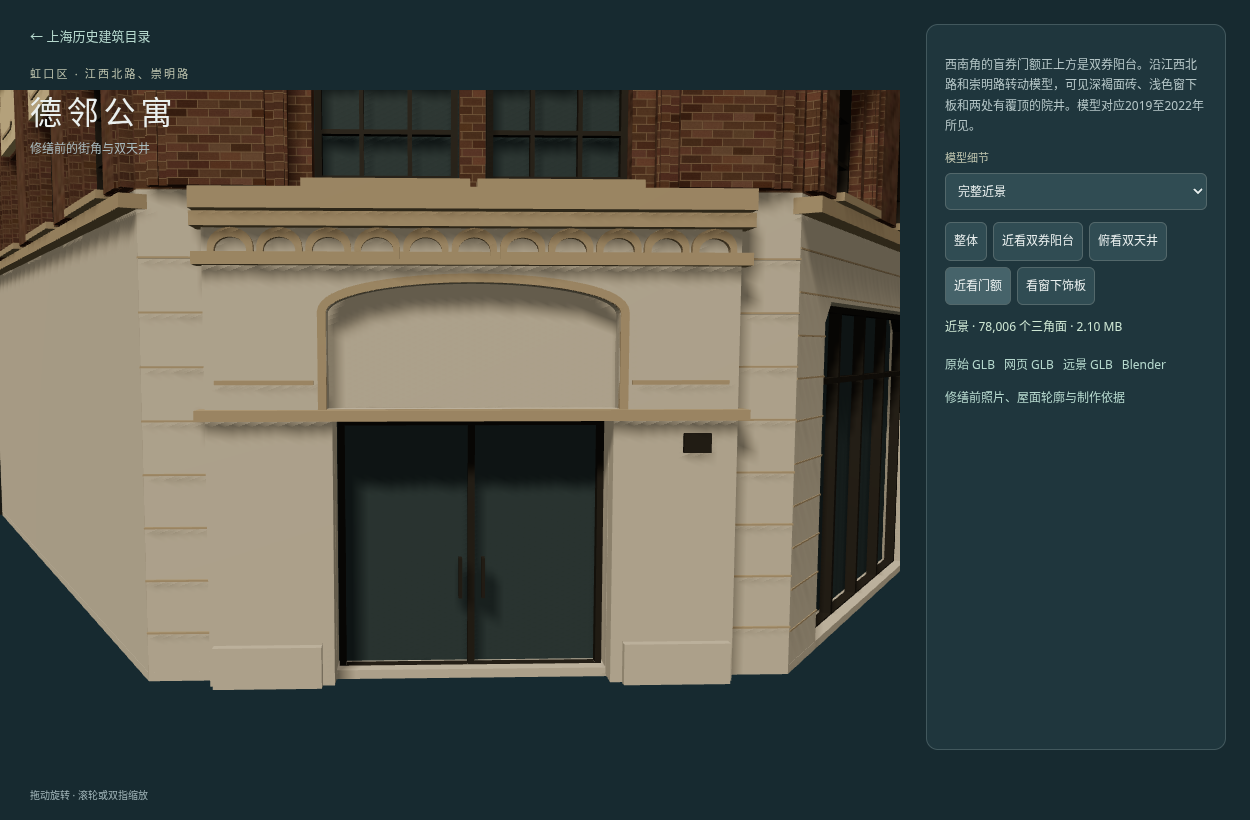 ← 上海历史建筑目录
虹口区 · 江西北路、崇明路
德邻公寓
修缮前的街角与双天井
西南角的盲券门额正上方是双券阳台。沿江西北
路和崇明路转动模型，可见深褐面砖、浅色窗下
板和两处有覆顶的院井。模型对应2019至2022年
所见。
模型细节
完整近景
整体 近看双券阳台 俯看双天井
近看门额 看窗下饰板
近景 · 78,006 个三角面 · 2.10 MB
原始 GLB 网页 GLB 远景 GLB Blender
修缮前照片、屋面轮廓与制作依据
拖动旋转 · 滚轮或双指缩放